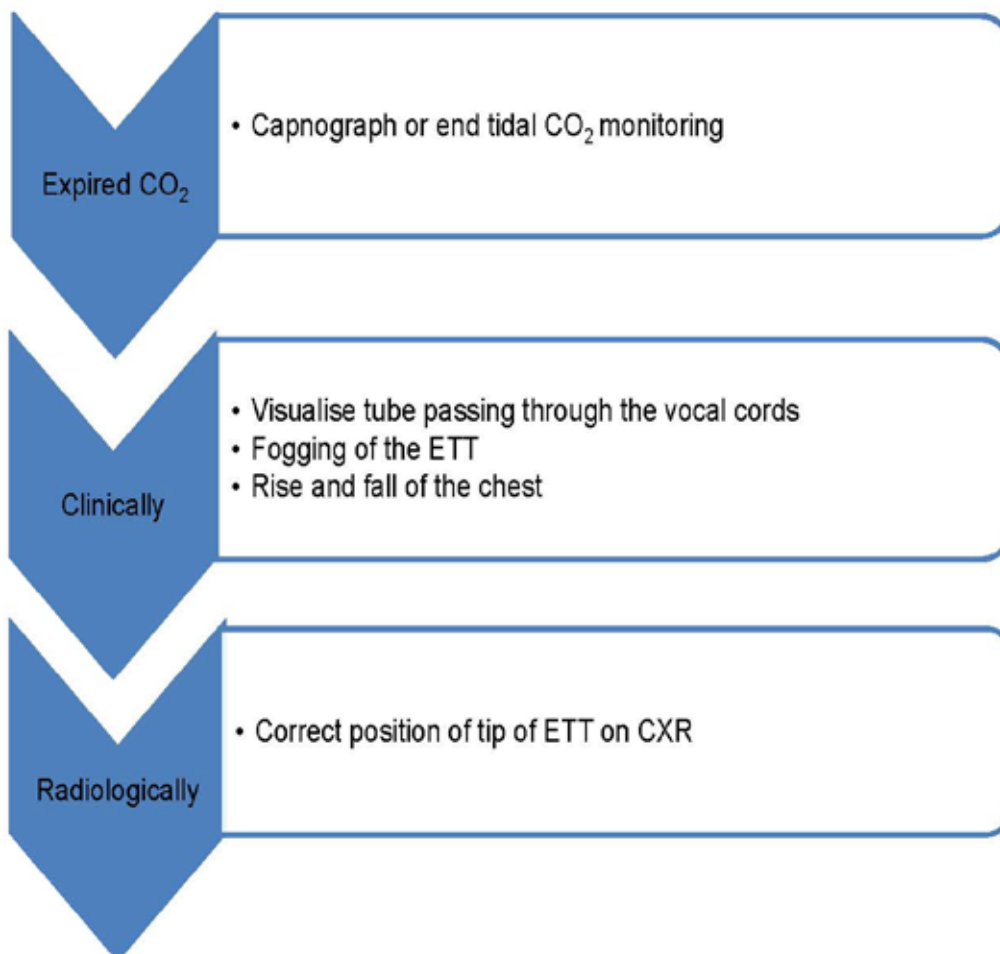 Expired CO₂
• Capnograph or end tidal CO₂ monitoring
Clinically
• Visualise tube passing through the vocal cords
• Fogging of the ETT
• Rise and fall of the chest
Radiologically
• Correct position of tip of ETT on CXR